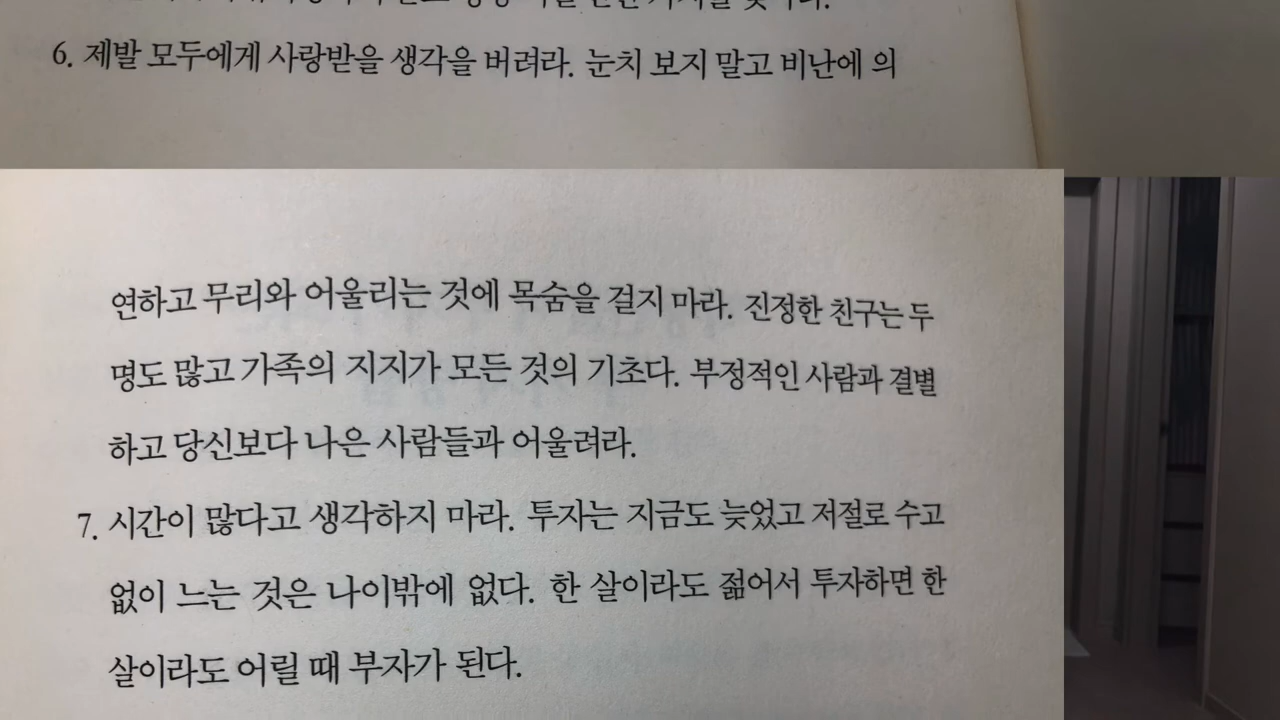 6. 제발 모두에게 사랑받을 생각을 버려라. 눈치 보지 말고 비난에 의
연하고 무리와 어울리는 것에 목숨을 걸지 마라. 진정한 친구는 두
명도 많고 가족의 지지가 모든 것의 기초다. 부정적인 사람과 결별
하고 당신보다 나은 사람들과 어울려라.
7. 시간이 많다고 생각하지 마라. 투자는 지금도 늦었고 저절로 수고
없이 느는 것은 나이밖에 없다. 한 살이라도 젊어서 투자하면 한
살이라도 어릴 때 부자가 된다.